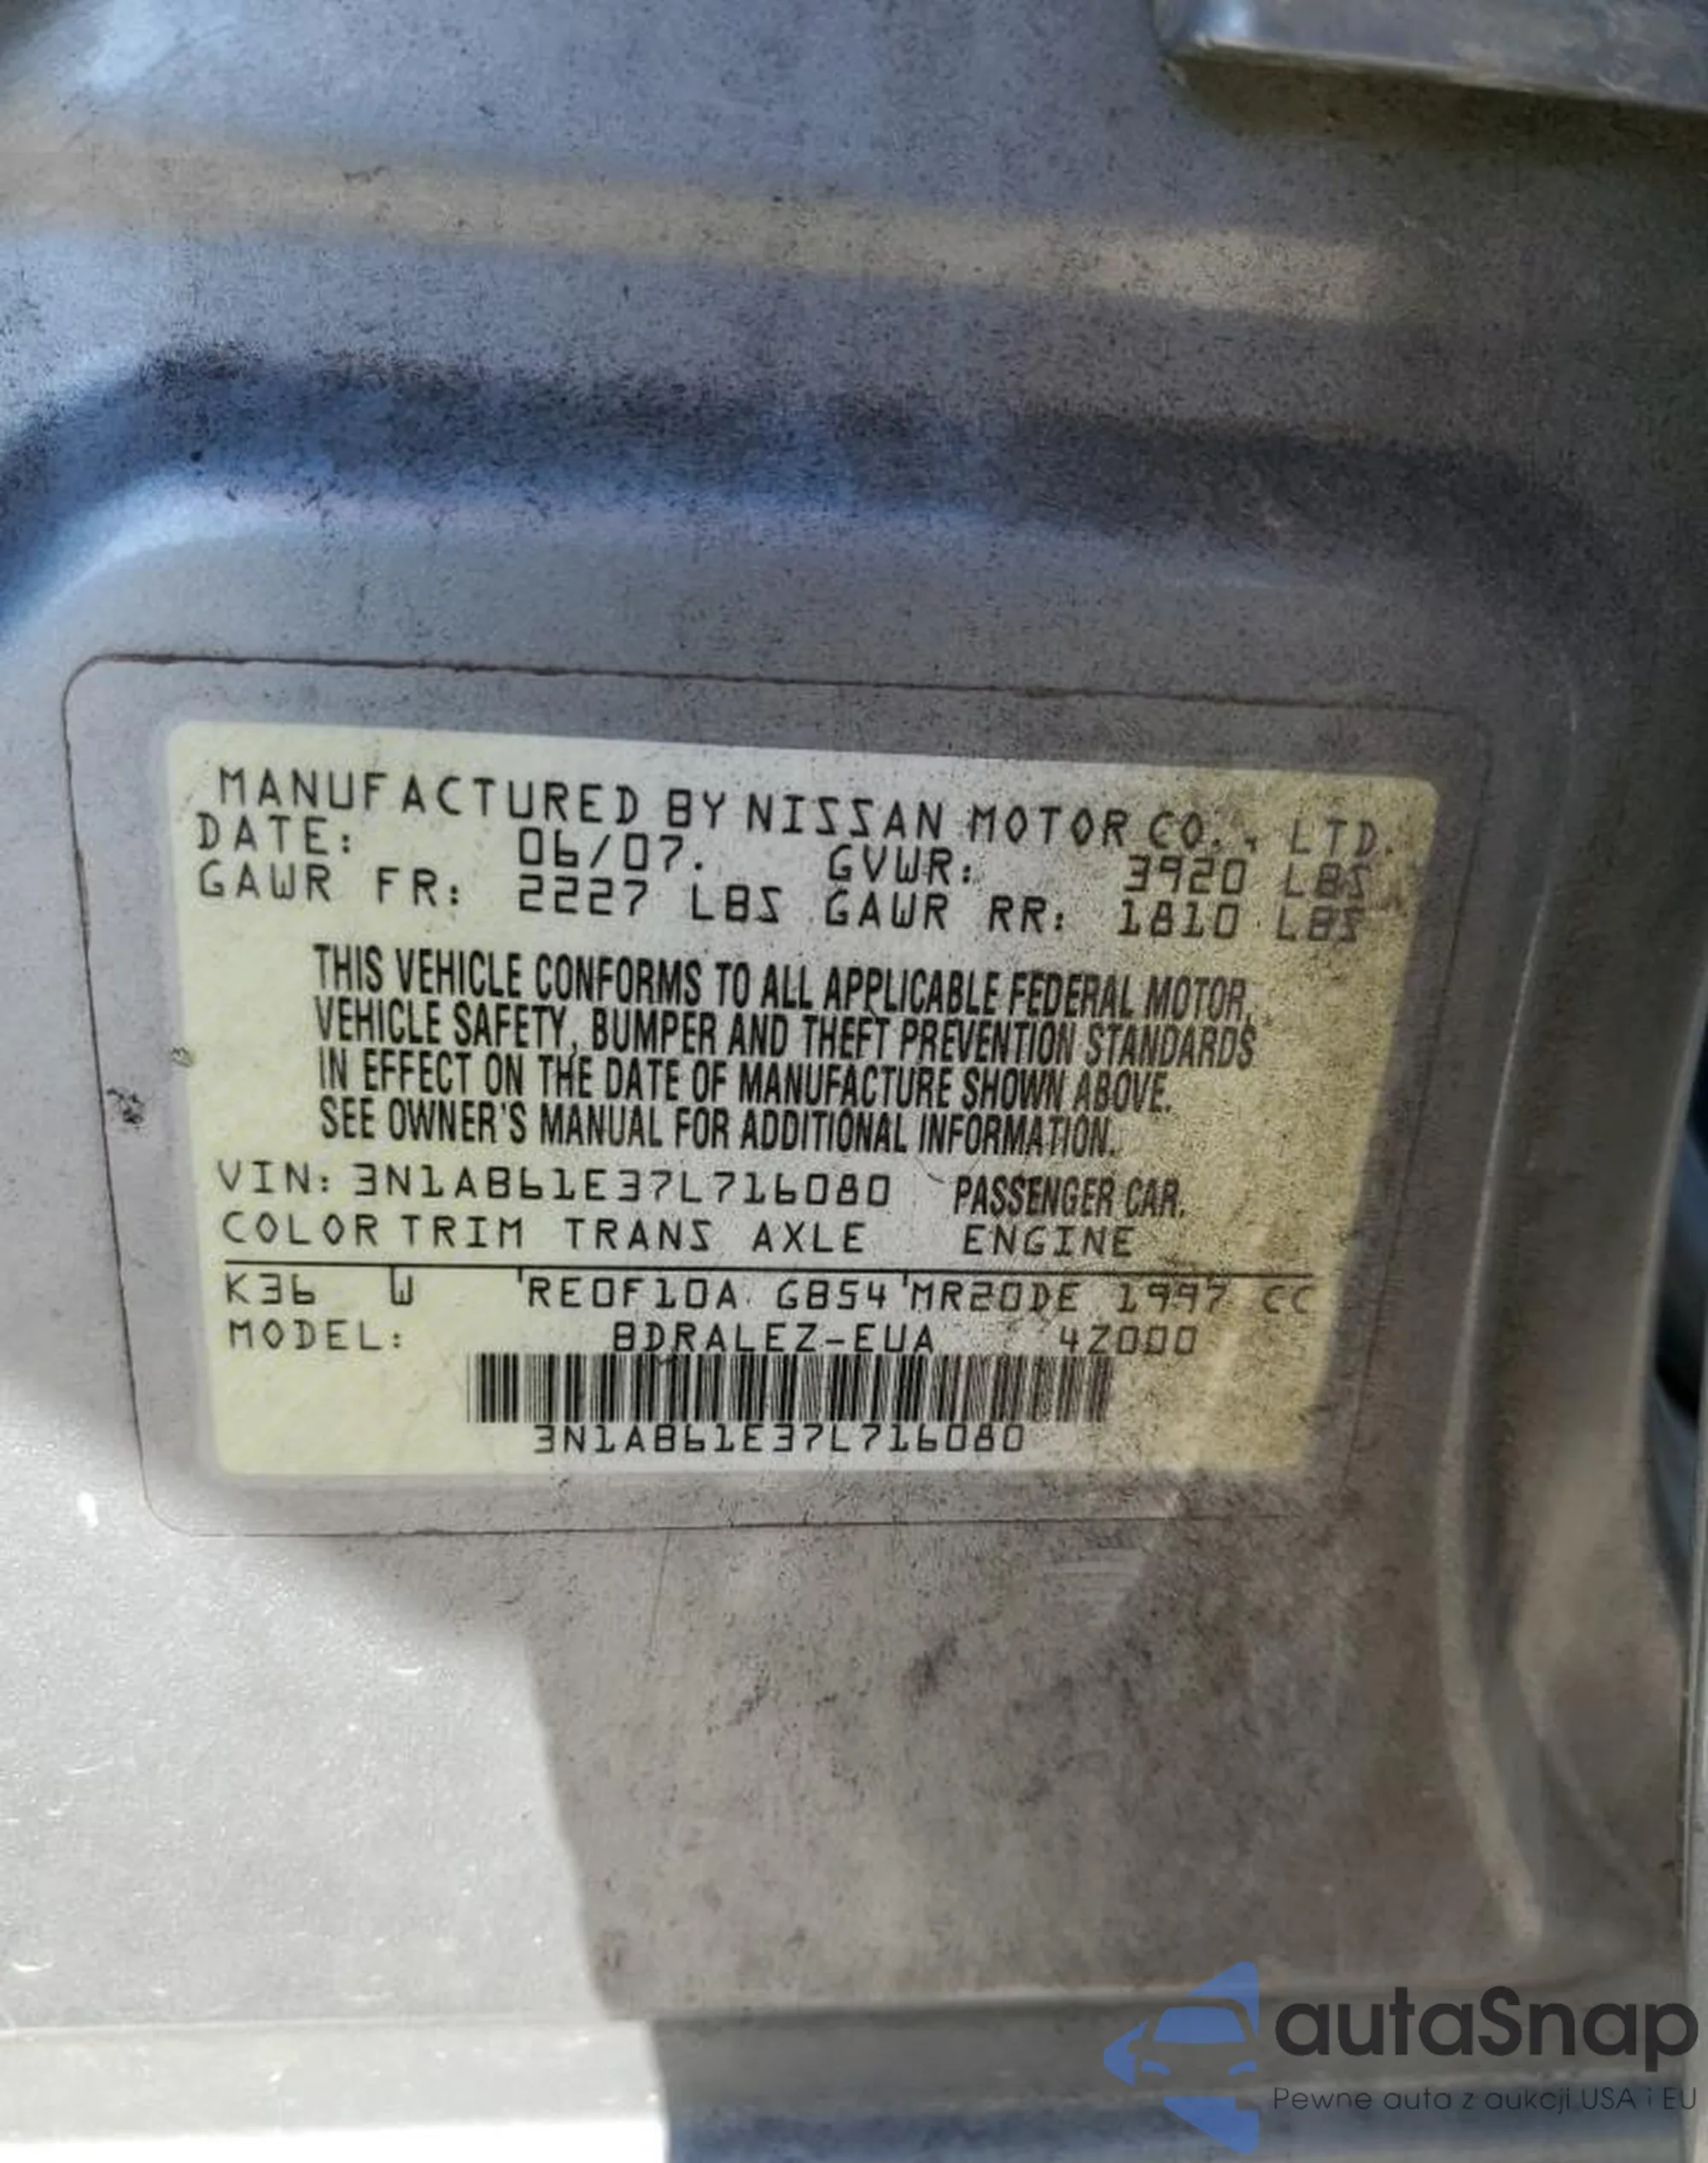 MANUFACTURED BY NISSAN MOTOR CO., LTD.
DATE: 06/07. GVWR: 3920 LBS
GAWR FR: 2227 LBS GAWR RR: 1810 LBS
THIS VEHICLE CONFORMS TO ALL APPLICABLE FEDERAL MOTOR
VEHICLE SAFETY, BUMPER AND THEFT PREVENTION STANDARDS
IN EFFECT ON THE DATE OF MANUFACTURE SHOWN ABOVE.
SEE OWNER'S MANUAL FOR ADDITIONAL INFORMATION.
VIN: 3N1AB61E37L716080 PASSENGER CAR.
COLOR TRIM TRANS AXLE ENGINE
K36 W 'RE0F10A GB54'MR20DE 1997 CC
MODEL: BDRALEZ-EUA 4Z000
3N1AB61E37L716080
autaSnap
Pewne auta z aukcji USA i EU